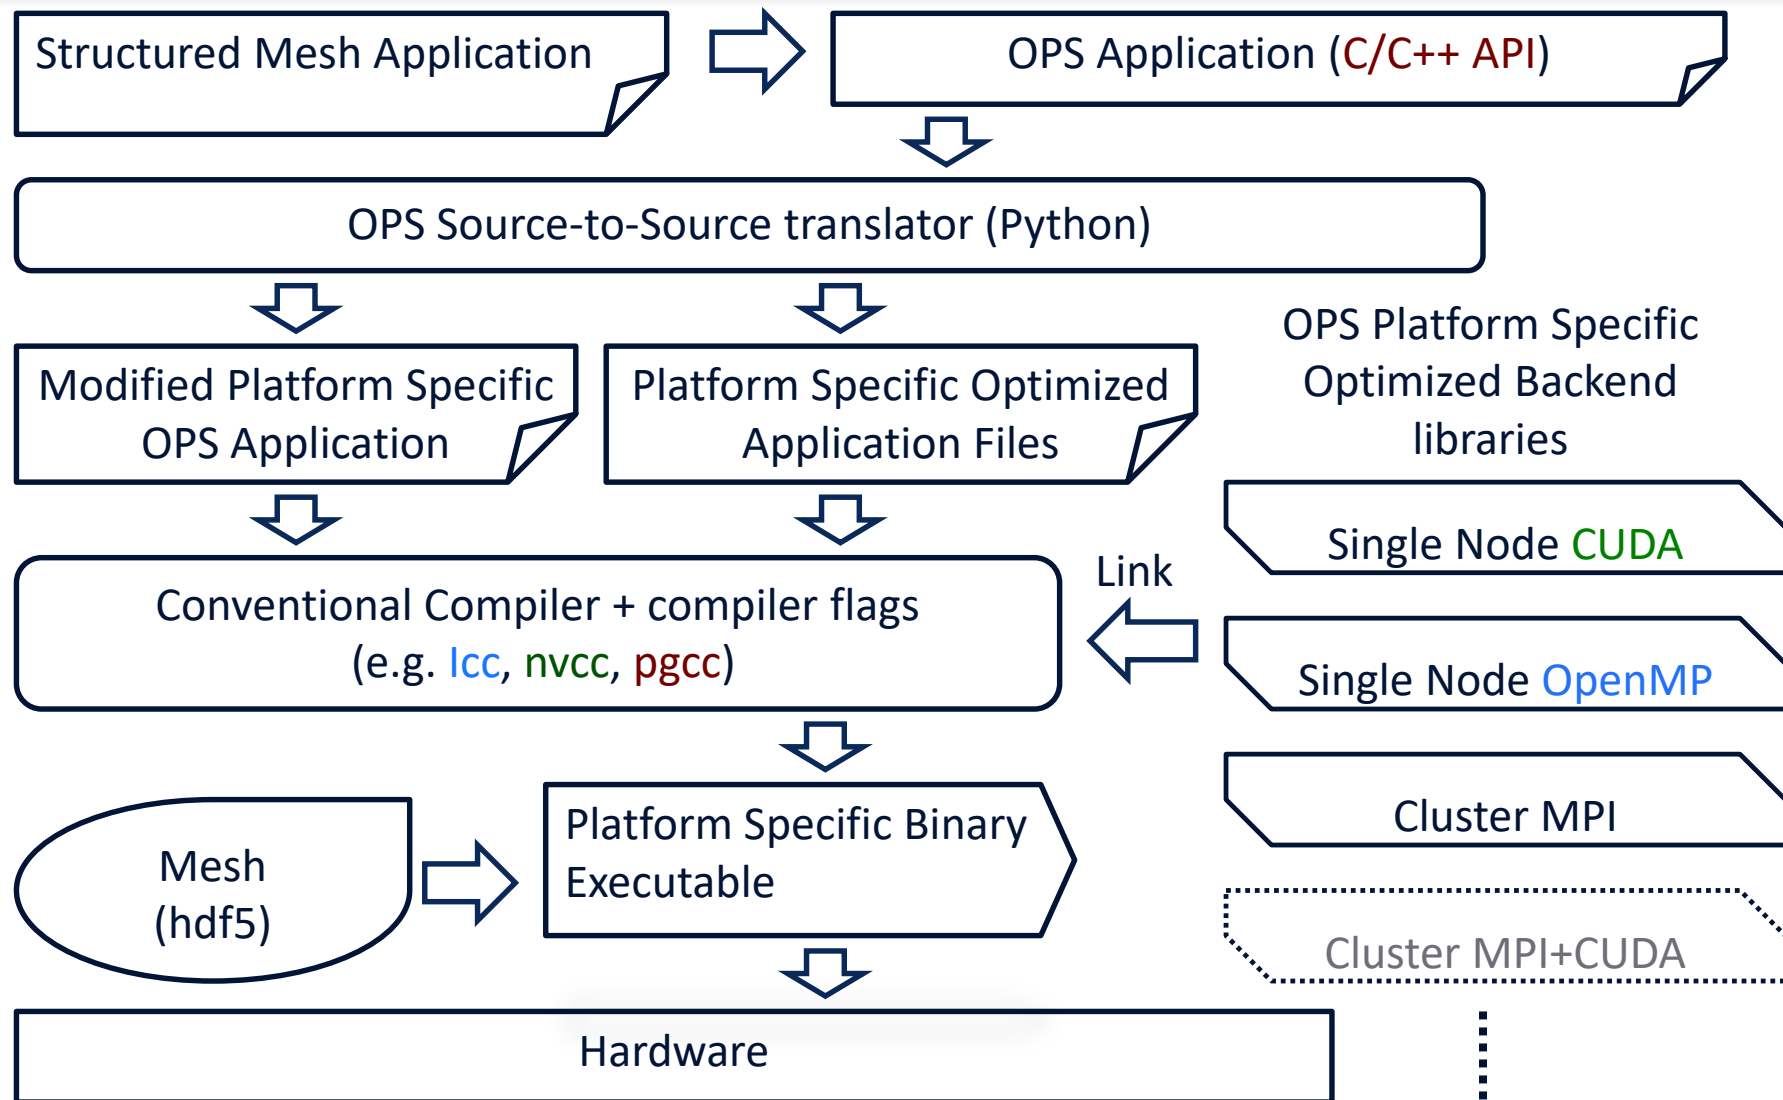 Structured Mesh Application
OPS Application (C/C++ API)
OPS Source-to-Source translator (Python)
Modified Platform Specific
OPS Application
Platform Specific Optimized
Application Files
OPS Platform Specific
Optimized Backend
libraries
Single Node CUDA
Link
Conventional Compiler + compiler flags
(e.g. Icc, nvcc, pgcc)
Single Node OpenMP
Cluster MPI
Mesh
(hdf5)
Platform Specific Binary
Executable
Cluster MPI+CUDA
Hardware